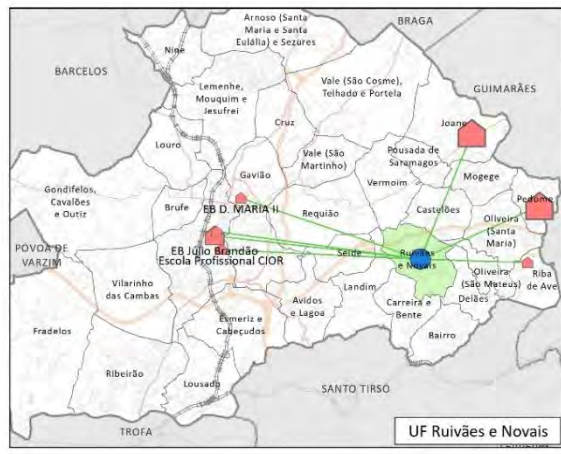 Arnoso (Santa
Maria e Santa
Eulália) e Sezures
BRAGA
Nine
BARCELOS
Lemenhe,
Mouquim e
Jesufrei
Vale (São Cosme),
Telhado e Portela
GUIMARÃES
Cruz
Joane
Louro
Vale (São
Martinho)
Pousada de
Saramagos
Mogege
Gavião
Vermoim
Gondifelos,
Cavalões
e Outiz
Brufe
EB D. MARIA II
Requião
Castelões
Pedome
Oliveira
(Santa
Maria)
PÓVOA DE
VARZIM
EB Júlio Brandão
Escola Profissional CIOR
Seide
Ruivães
e Novais
Vilarinho
das Cambas
Landim
Oliveira
(São Mateus)
Riba
de Ave
Delães
Avidos
e Lagoa
Carreira e
Bente
Fradelos
Esmeriz e
Cabeçudos
Bairro
Ribeirão
Lousado
SANTO TIRSO
TROFA
UF Ruivães e Novais